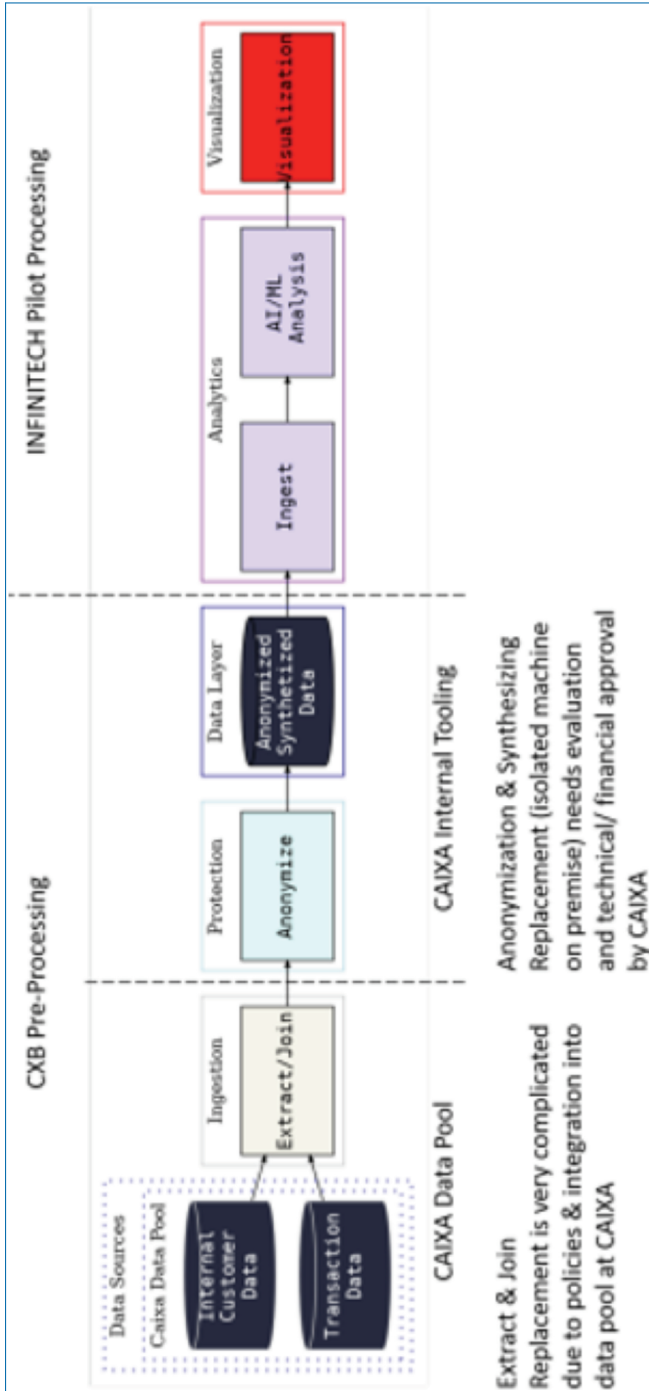 CXB Pre-Processing
INFINITECH Pilot Processing
Data Sources
Caixa Data Pool
Internal
Customer
Data
Transaction
Data
Ingestion
Extract/Join
Protection
Anonymize
Data Layer
Anonymized
Synthetized
Data
Analytics
Ingest
AI/ML
Analysis
Visualization
Visualization
CAIXA Data Pool
CAIXA Internal Tooling
Extract & Join
Replacement is very complicated
due to policies & integration into
data pool at CAIXA
Anonymization & Synthesizing
Replacement (isolated machine
on premise) needs evaluation
and technical/ financial approval
by CAIXA